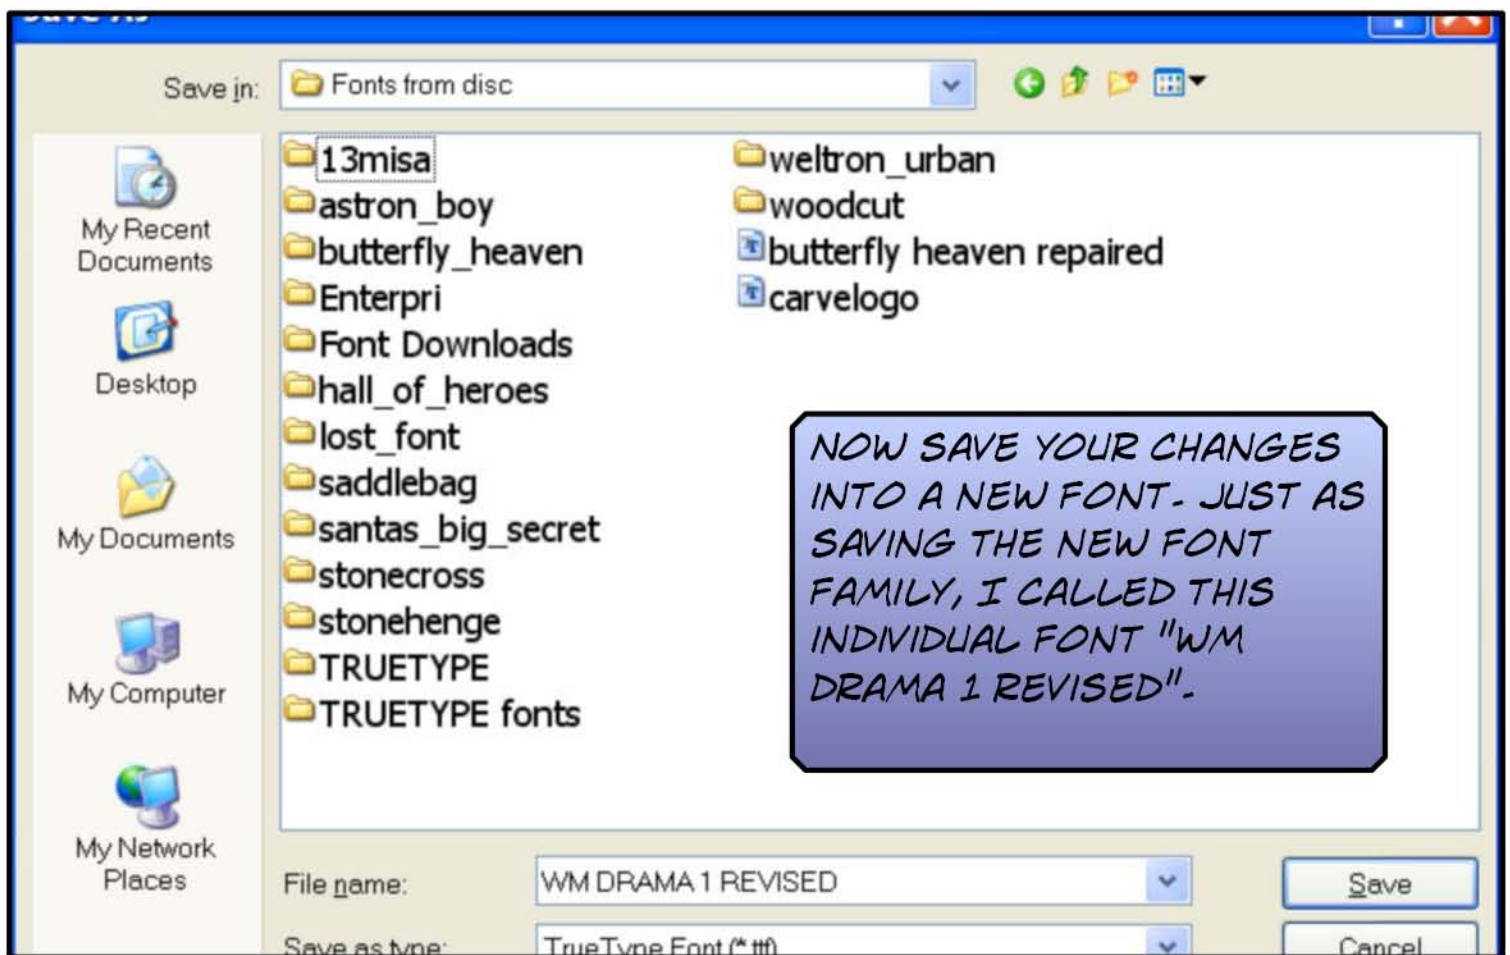 Save As
Save in:
Fonts from disc
My Recent
Documents
Desktop
My Documents
My Computer
My Network
Places
13misa
astron_boy
butterfly_heaven
Enterpri
Font Downloads
hall_of_heroes
lost_font
saddlebag
santas_big_secret
stonecross
stonehenge
TRUETYPE
TRUETYPE fonts
weltron_urban
woodcut
butterfly heaven repaired
carvelogo
NOW SAVE YOUR CHANGES
INTO A NEW FONT. JUST AS
SAVING THE NEW FONT
FAMILY, I CALLED THIS
INDIVIDUAL FONT "WM
DRAMA 1 REVISED".
File name:
WM DRAMA 1 REVISED
Save
Save as type:
TrueType Font (*.ttf)
Cancel